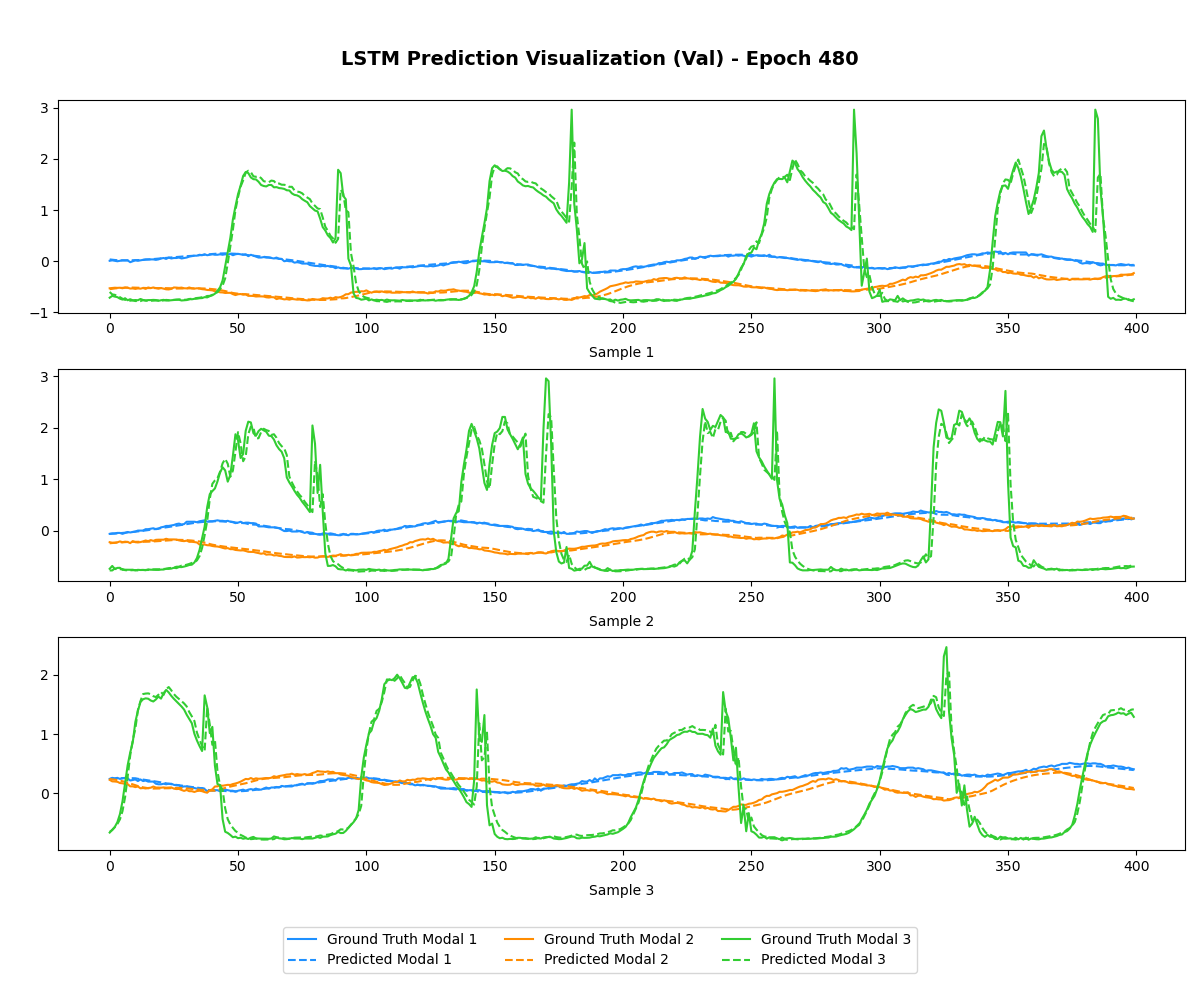 LSTM Prediction Visualization (Val) - Epoch 480
3
2
1
0
−1
0 50 100 150 200 250 300 350 400
Sample 1
3
2
1
0
0 50 100 150 200 250 300 350 400
Sample 2
2
1
0
0 50 100 150 200 250 300 350 400
Sample 3
Ground Truth Modal 1 Ground Truth Modal 2 Ground Truth Modal 3
Predicted Modal 1 Predicted Modal 2 Predicted Modal 3